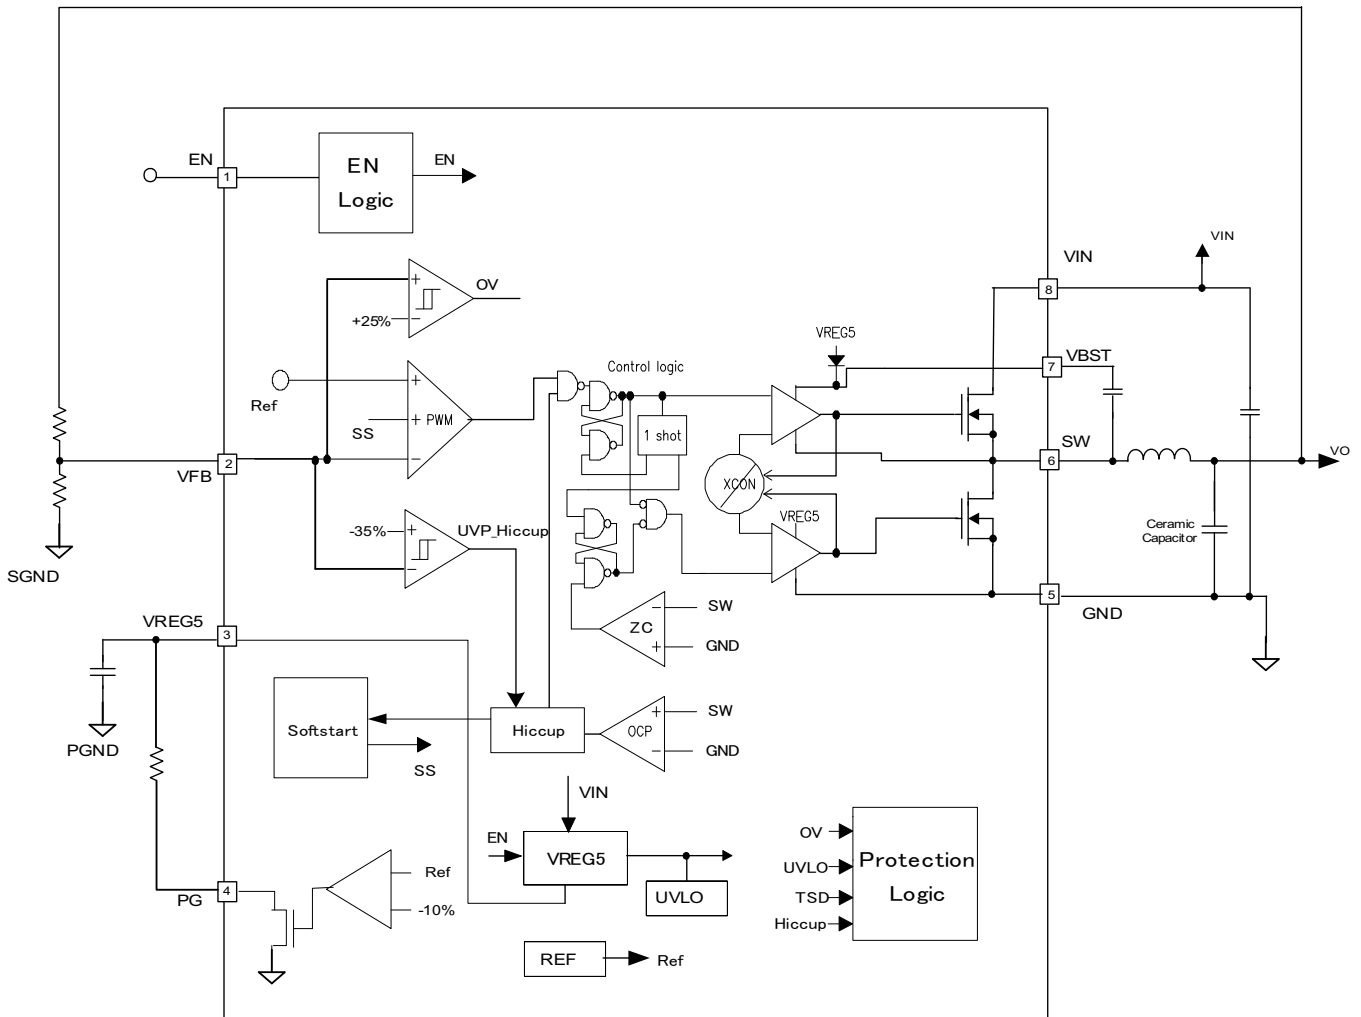 EN
1
EN
Logic
EN
VIN
VIN
8
+
OV
+25%
−
VREG5
VBST
7
Control logic
Ref
+
SS
+
PWM
−
1 shot
SW
6
VO
2
VFB
XCON
-35%
+
UVP_Hiccup
−
VREG5
Ceramic
Capacitor
SGND
5
GND
VREG5
3
ZC
−
SW
+
GND
PGND
Softstart
SS
Hiccup
OCP
+
SW
−
GND
VIN
EN
VREG5
UVLO
OV
UVLO
TSD
Hiccup
Protection
Logic
PG
4
Ref
-10%
REF
Ref